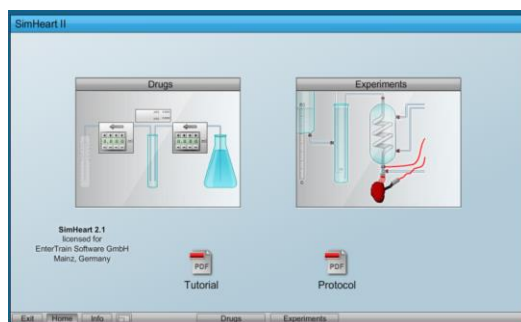 SimHeart II
Drugs
Experiments
SimHeart 2.1
licensed for
EnterTrain Software GmbH
Mainz, Germany
PDF
Tutorial
PDF
Protocol
Exit
Home
Info
Drugs
Experiments